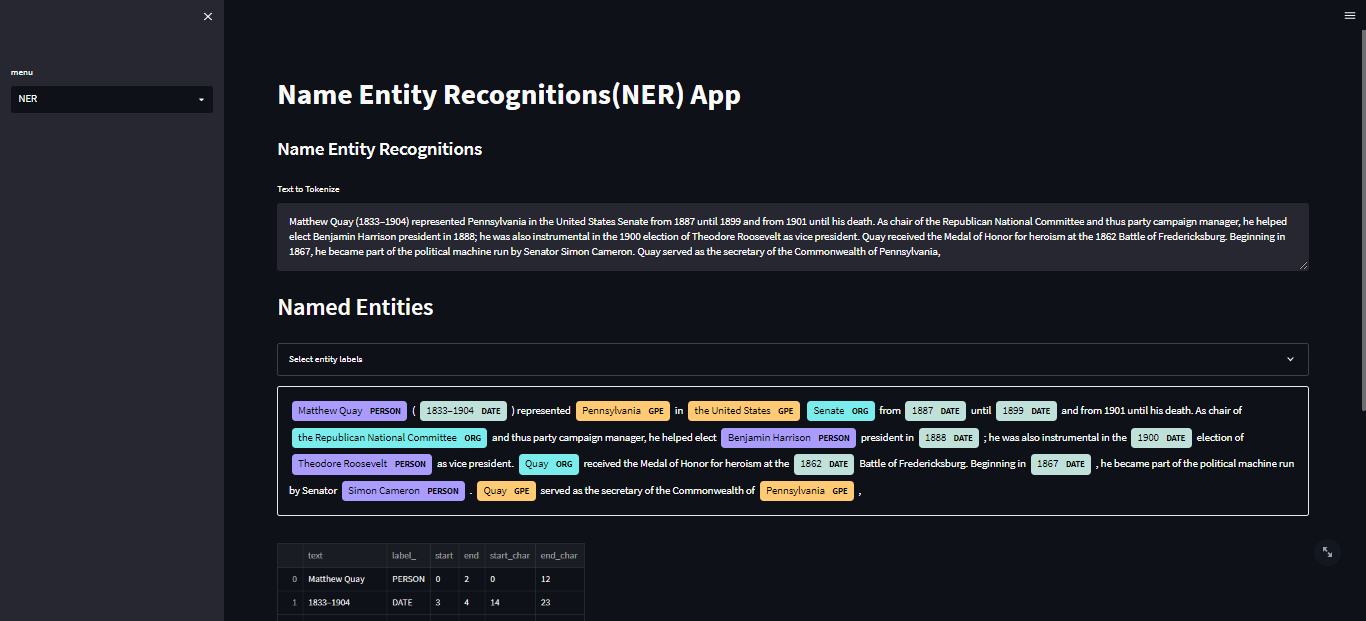 menu
NER
Name Entity Recognitions(NER) App
Name Entity Recognitions
Text to Tokenize
Matthew Quay (1833–1904) represented Pennsylvania in the United States Senate from 1887 until 1899 and from 1901 until his death. As chair of the Republican National Committee and thus party campaign manager, he helped
elect Benjamin Harrison president in 1888; he was also instrumental in the 1900 election of Theodore Roosevelt as vice president. Quay received the Medal of Honor for heroism at the 1862 Battle of Fredericksburg. Beginning in
1867, he became part of the political machine run by Senator Simon Cameron. Quay served as the secretary of the Commonwealth of Pennsylvania,
Named Entities
Select entity labels
Matthew Quay PERSON ( 1833–1904 DATE ) represented Pennsylvania GPE in the United States GPE Senate ORG from 1887 DATE until 1899 DATE and from 1901 until his death. As chair of
the Republican National Committee ORG and thus party campaign manager, he helped elect Benjamin Harrison PERSON president in 1888 DATE ; he was also instrumental in the 1900 DATE election of
Theodore Roosevelt PERSON as vice president. Quay ORG received the Medal of Honor for heroism at the 1862 DATE Battle of Fredericksburg. Beginning in 1867 DATE , he became part of the political machine run
by Senator Simon Cameron PERSON . Quay GPE served as the secretary of the Commonwealth of Pennsylvania GPE ,
text label_ start end start_char end_char
0 Matthew Quay PERSON 0 2 0 12
1 1833–1904 DATE 3 4 14 23